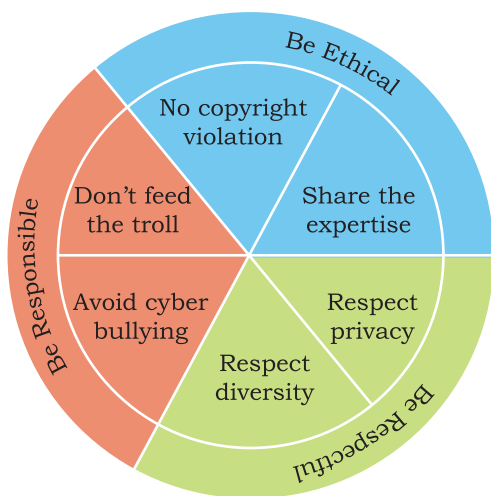 Be Ethical
No copyright
violation
Share the
expertise
Be Responsible
Don't feed
the troll
Avoid cyber
bullying
Be Respectful
Respect
privacy
Respect
diversity